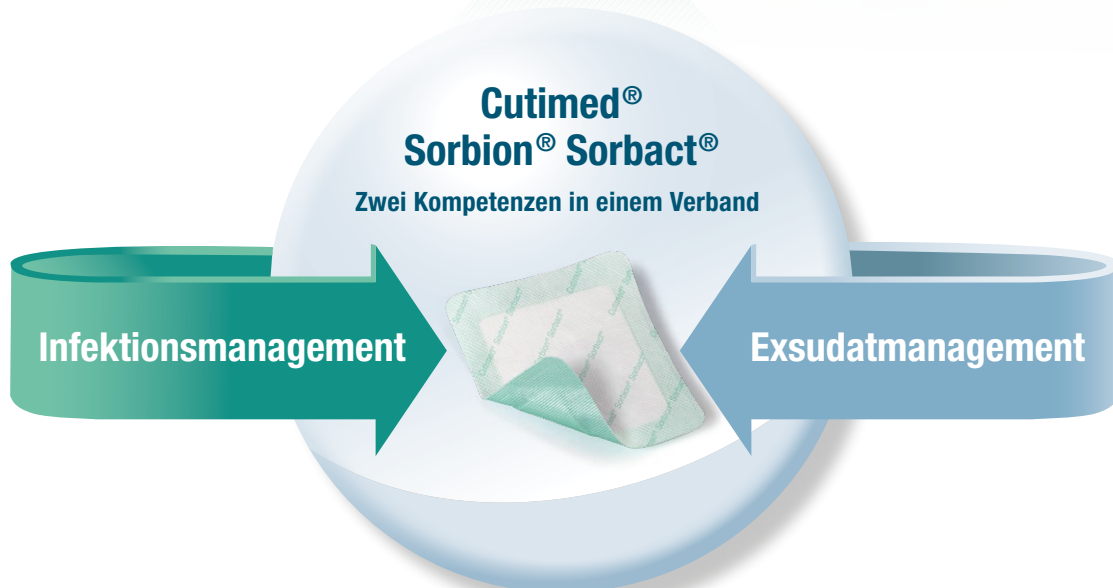 Cutimed®
Sorbion® Sorbact®
Zwei Kompetenzen in einem Verband
Infektionsmanagement
Exsudatmanagement